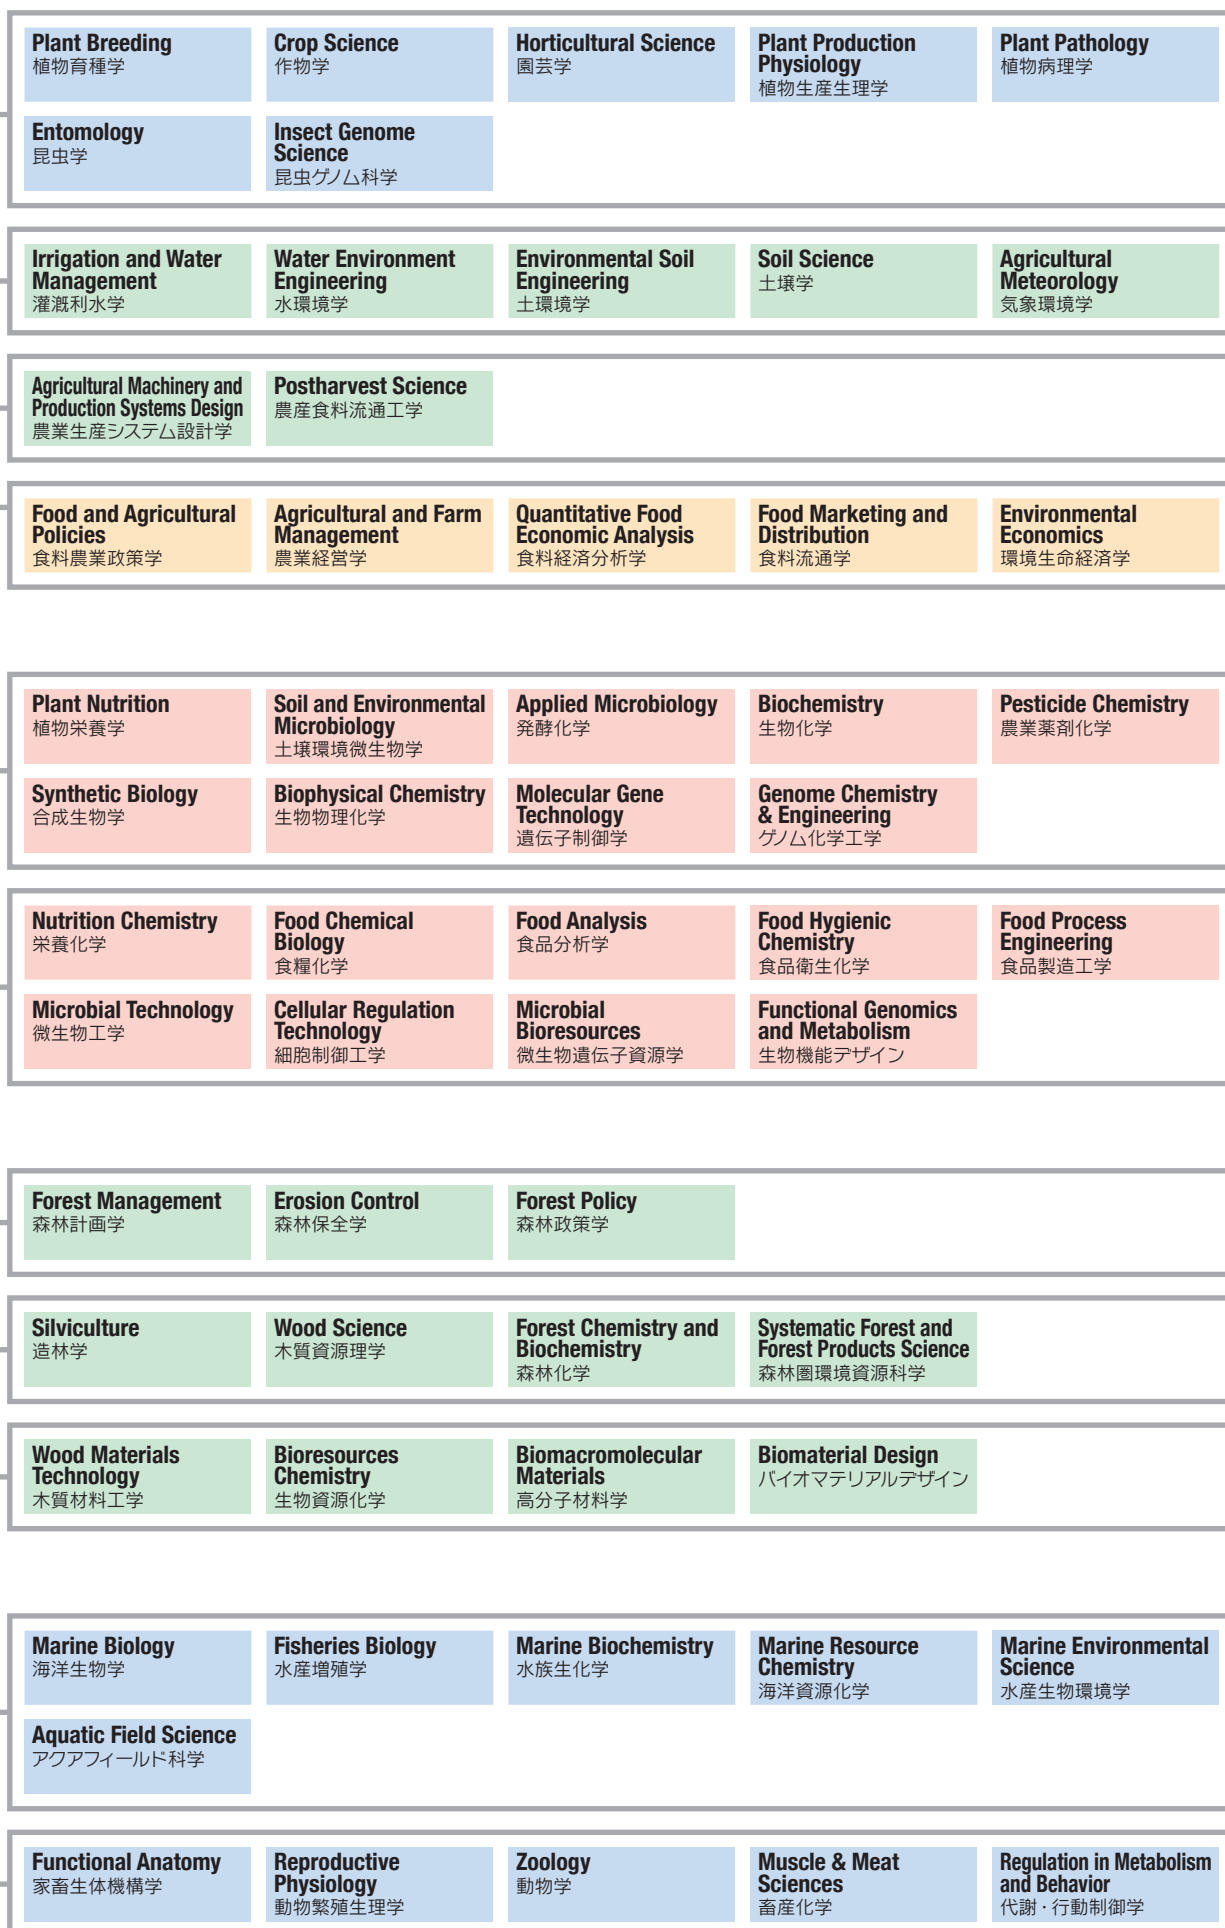 Plant Breeding
植物育種学
Crop Science
作物学
Horticultural Science
園芸学
Plant Production
Physiology
植物生産生理学
Plant Pathology
植物病理学
Entomology
昆虫学
Insect Genome
Science
昆虫ゲノム科学
Irrigation and Water
Management
灌漑利水学
Water Environment
Engineering
水環境学
Environmental Soil
Engineering
土環境学
Soil Science
土壌学
Agricultural
Meteorology
気象環境学
Agricultural Machinery and
Production Systems Design
農業生産システム設計学
Postharvest Science
農産食料流通工学
Food and Agricultural
Policies
食料農業政策学
Agricultural and Farm
Management
農業経営学
Quantitative Food
Economic Analysis
食料経済分析学
Food Marketing and
Distribution
食料流通学
Environmental
Economics
環境生命経済学
Plant Nutrition
植物栄養学
Soil and Environmental
Microbiology
土壌環境微生物学
Applied Microbiology
発酵化学
Biochemistry
生物化学
Pesticide Chemistry
農業薬剤化学
Synthetic Biology
合成生物学
Biophysical Chemistry
生物物理化学
Molecular Gene
Technology
遺伝子制御学
Genome Chemistry
& Engineering
ゲノム化学工学
Nutrition Chemistry
栄養化学
Food Chemical
Biology
食糧化学
Food Analysis
食品分析学
Food Hygienic
Chemistry
食品衛生化学
Food Process
Engineering
食品製造工学
Microbial Technology
微生物工学
Cellular Regulation
Technology
細胞制御工学
Microbial
Bioresources
微生物遺伝子資源学
Functional Genomics
and Metabolism
生物機能デザイン
Forest Management
森林計画学
Erosion Control
森林保全学
Forest Policy
森林政策学
Silviculture
造林学
Wood Science
木質資源理学
Forest Chemistry and
Biochemistry
森林化学
Systematic Forest and
Forest Products Science
森林圏環境資源科学
Wood Materials
Technology
木質材料工学
Bioresources
Chemistry
生物資源化学
Biomacromolecular
Materials
高分子材料学
Biomaterial Design
バイオマテリアルデザイン
Marine Biology
海洋生物学
Fisheries Biology
水産増殖学
Marine Biochemistry
水族生化学
Marine Resource
Chemistry
海洋資源化学
Marine Environmental
Science
水産生物環境学
Aquatic Field Science
アクアフィールド科学
Functional Anatomy
家畜生体機構学
Reproductive
Physiology
動物繁殖生理学
Zoology
動物学
Muscle & Meat
Sciences
畜産化学
Regulation in Metabolism
and Behavior
代謝・行動制御学